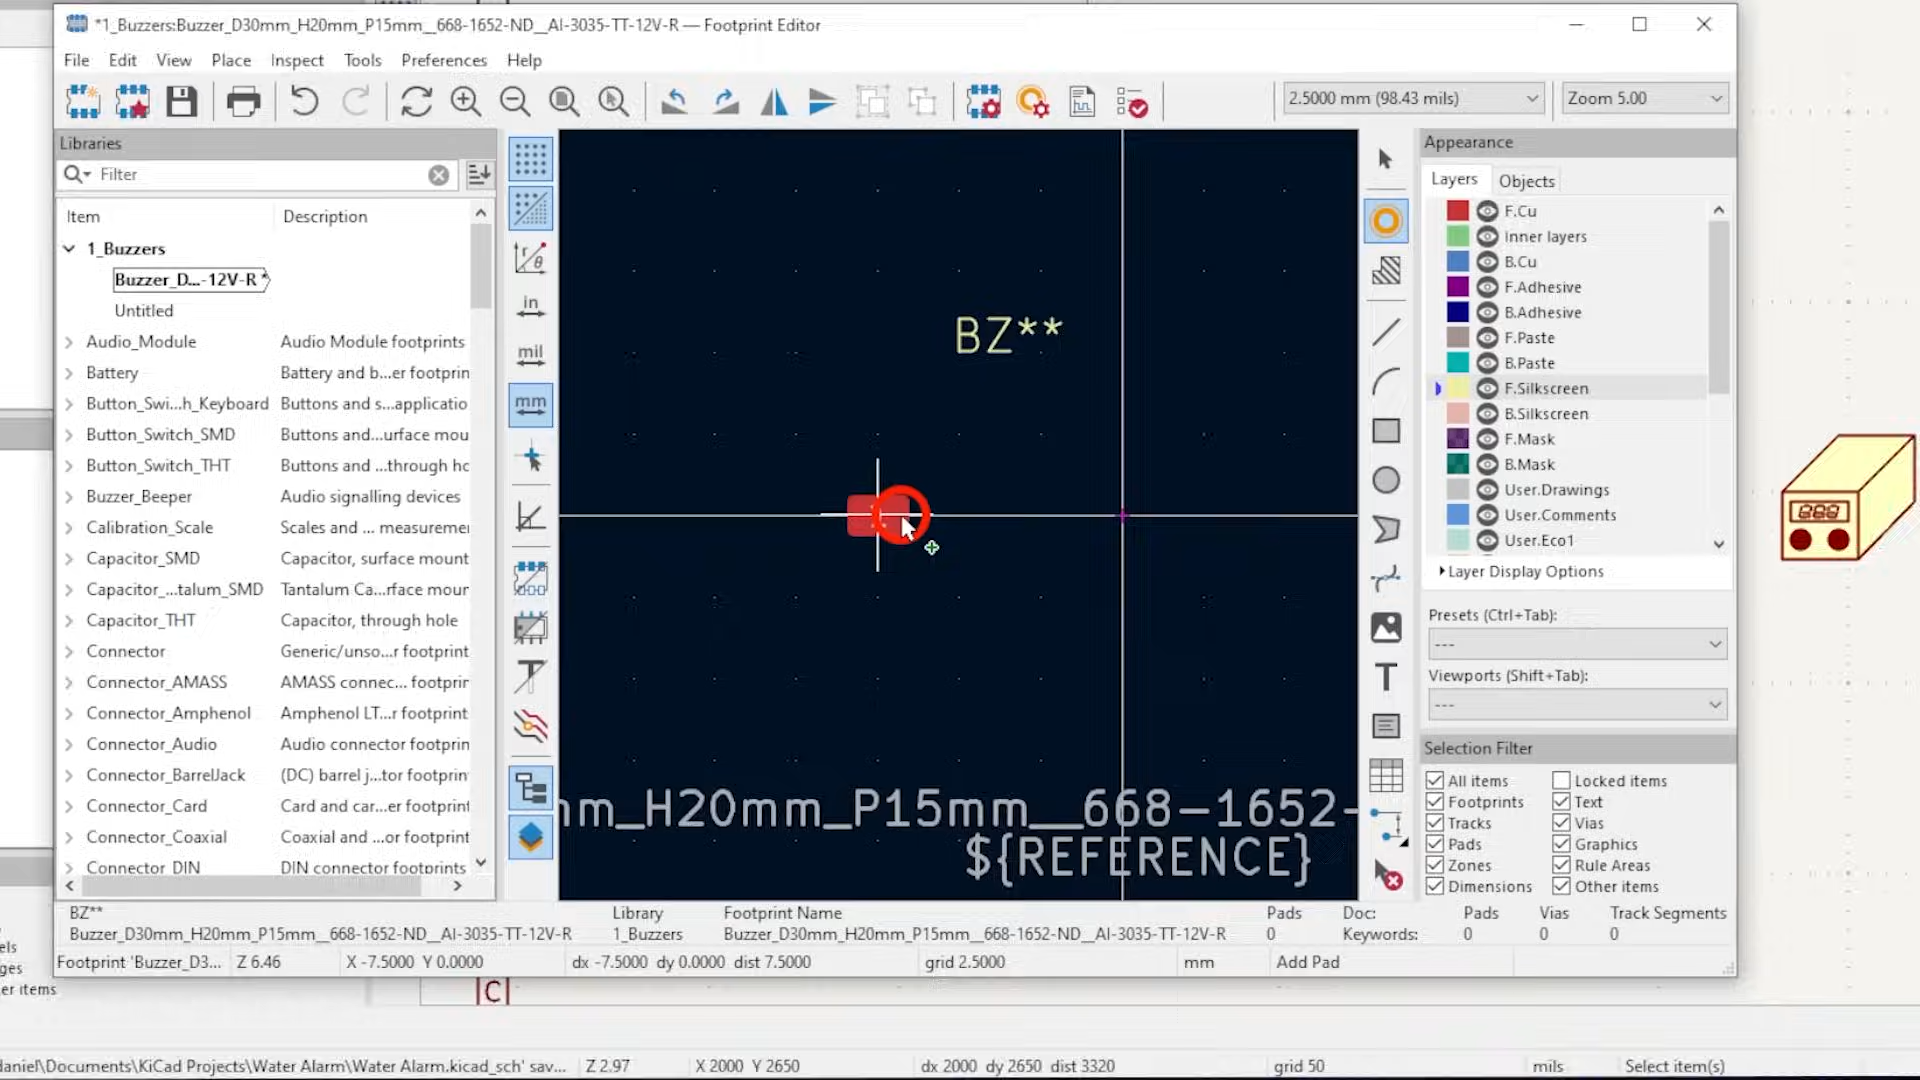 *1_Buzzers:Buzzer_D30mm_H20mm_P15mm__668-1652-ND__AI-3035-TT-12V-R — Footprint Editor
File Edit View Place Inspect Tools Preferences Help
2.5000 mm (98.43 mils)
Zoom 5.00
Libraries
Filter
Item Description
1_Buzzers
Buzzer_D...-12V-R *
Untitled
Audio_Module Audio Module footprints
Battery Battery and b...er footprin
Button_Swi...h_Keyboard Buttons and s...applicatio
Button_Switch_SMD Buttons and...urface mou
Button_Switch_THT Buttons and ...through hc
Buzzer_Beeper Audio signalling devices
Calibration_Scale Scales and ... measuremer
Capacitor_SMD Capacitor, surface mount
Capacitor_...talum_SMD Tantalum Ca...rface mour
Capacitor_THT Capacitor, through hole
Connector Generic/unso...r footprint
Connector_AMASS AMASS connec... footprir
Connector_Amphenol Amphenol LT...r footprint
Connector_Audio Audio connector footprin
Connector_BarrelJack (DC) barrel j...tor footprin
Connector_Card Card and car...er footprin
Connector_Coaxial Coaxial and ...or footprin
Connector_DIN DIN connector footprints
in
mil
mm
BZ**
mm_H20mm_P15mm__668-1652-
${REFERENCE}
T
Appearance
Layers Objects
F.Cu
Inner layers
B.Cu
F.Adhesive
B.Adhesive
F.Paste
B.Paste
F.Silkscreen
B.Silkscreen
F.Mask
B.Mask
User.Drawings
User.Comments
User.Eco1
Layer Display Options
Presets (Ctrl+Tab):
---
Viewports (Shift+Tab):
---
Selection Filter
All items Locked items
Footprints Text
Tracks Vias
Pads Graphics
Zones Rule Areas
Dimensions Other items
BZ** Library Footprint Name Pads Doc: Pads Vias Track Segments
Buzzer_D30mm_H20mm_P15mm__668-1652-ND__AI-3035-TT-12V-R 1_Buzzers Buzzer_D30mm_H20mm_P15mm__668-1652-ND__AI-3035-TT-12V-R 0 Keywords: 0 0 0
Footprint 'Buzzer_D3... Z 6.46 X -7.5000 Y 0.0000 dx -7.5000 dy 0.0000 dist 7.5000 grid 2.5000 mm Add Pad
els
ges
er items
C
daniel\Documents\KiCad Projects\Water Alarm\Water Alarm.kicad_sch' sav... Z 2.97 X 2000 Y 2650 dx 2000 dy 2650 dist 3320 grid 50 mils Select item(s)